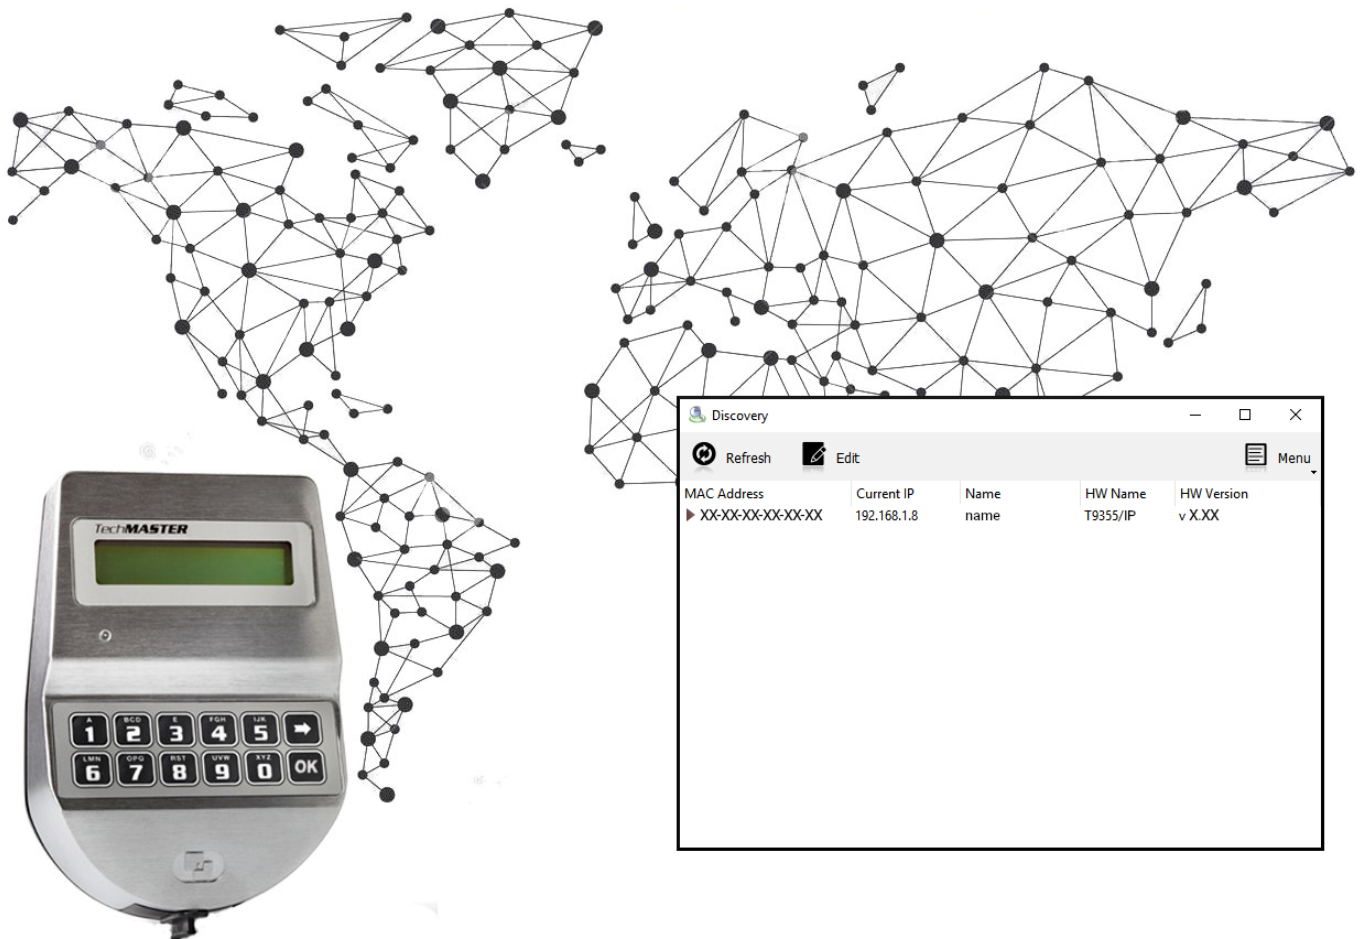 TechMASTER
A BCD E FGH IJK
1 2 3 4 5
LMN OPQ RST UVW XYZ
6 7 8 9 0 OK
Discovery
Refresh Edit Menu
MAC Address Current IP Name HW Name HW Version
XX-XX-XX-XX-XX-XX 192.168.1.8 name T9355/IP v X.XX